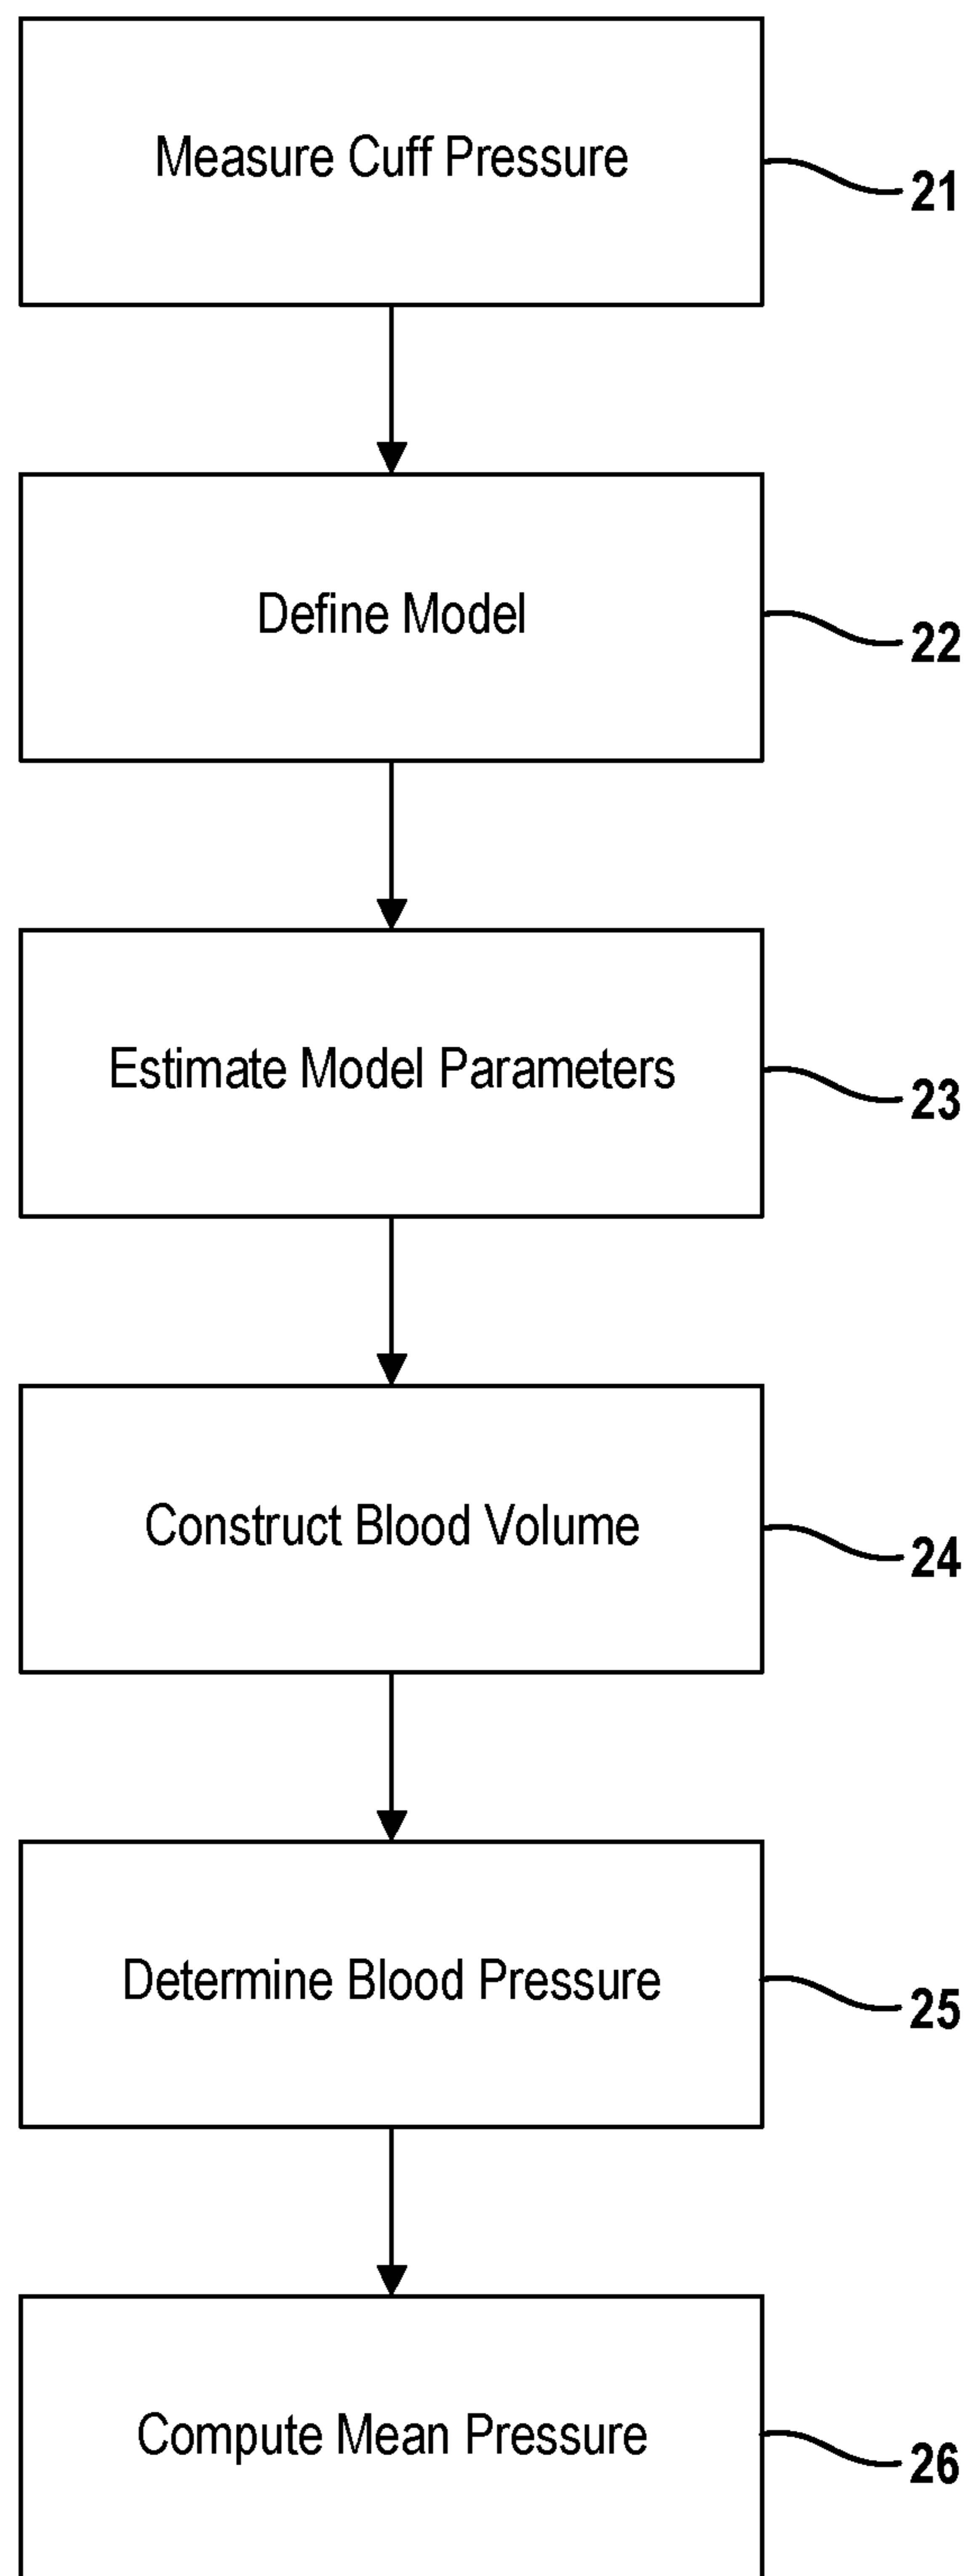 Measure Cuff Pressure
21
Define Model
22
Estimate Model Parameters
23
Construct Blood Volume
24
Determine Blood Pressure
25
Compute Mean Pressure
26